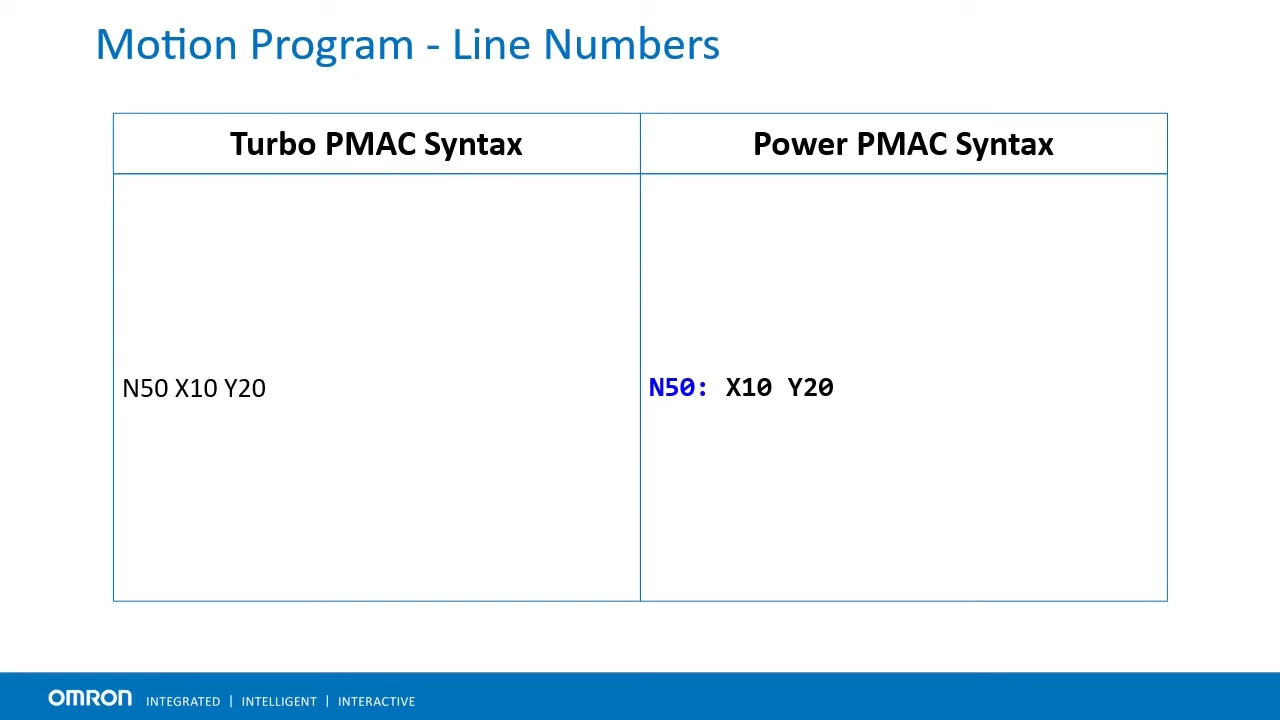 Motion Program - Line Numbers
Turbo PMAC Syntax
Power PMAC Syntax
N50 X10 Y20
N50: X10 Y20
OMRON INTEGRATED | INTELLIGENT | INTERACTIVE